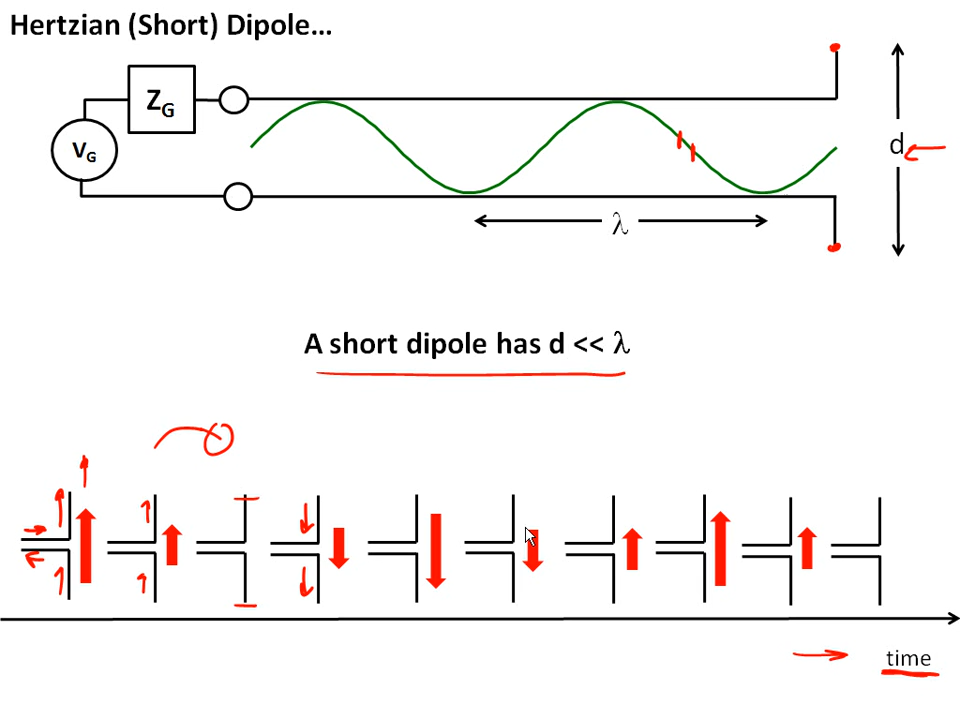 Hertzian (Short) Dipole...
Z_G
V_G
d
λ
A short dipole has d << λ
time